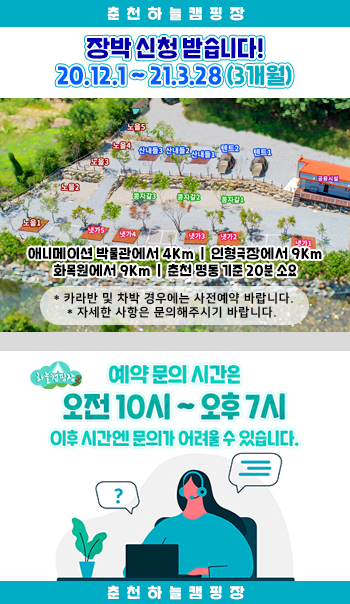 춘천하늘캠핑장
장박 신청 받습니다!
20.12.1 ~ 21.3.28 (3개월)
노을5
노을4
산내들3 산내들2 산내들1 텐트2 텐트1
노을3
공동시설
노을2
콩자갈3 콩자갈2 콩자갈1
노을1
냇가5 냇가4 냇가3 냇가2 냇가1
애니메이션 박물관에서 4Km | 인형극장에서 9Km
화목원에서 9Km | 춘천 명동 기준 20분 소요
* 카라반 및 차박 경우에는 사전예약 바랍니다.
* 자세한 사항은 문의해주시기 바랍니다.
하늘캠핑장
예약 문의 시간은
오전 10시 ~ 오후 7시
이후 시간엔 문의가 어려울 수 있습니다.
?
춘천하늘캠핑장